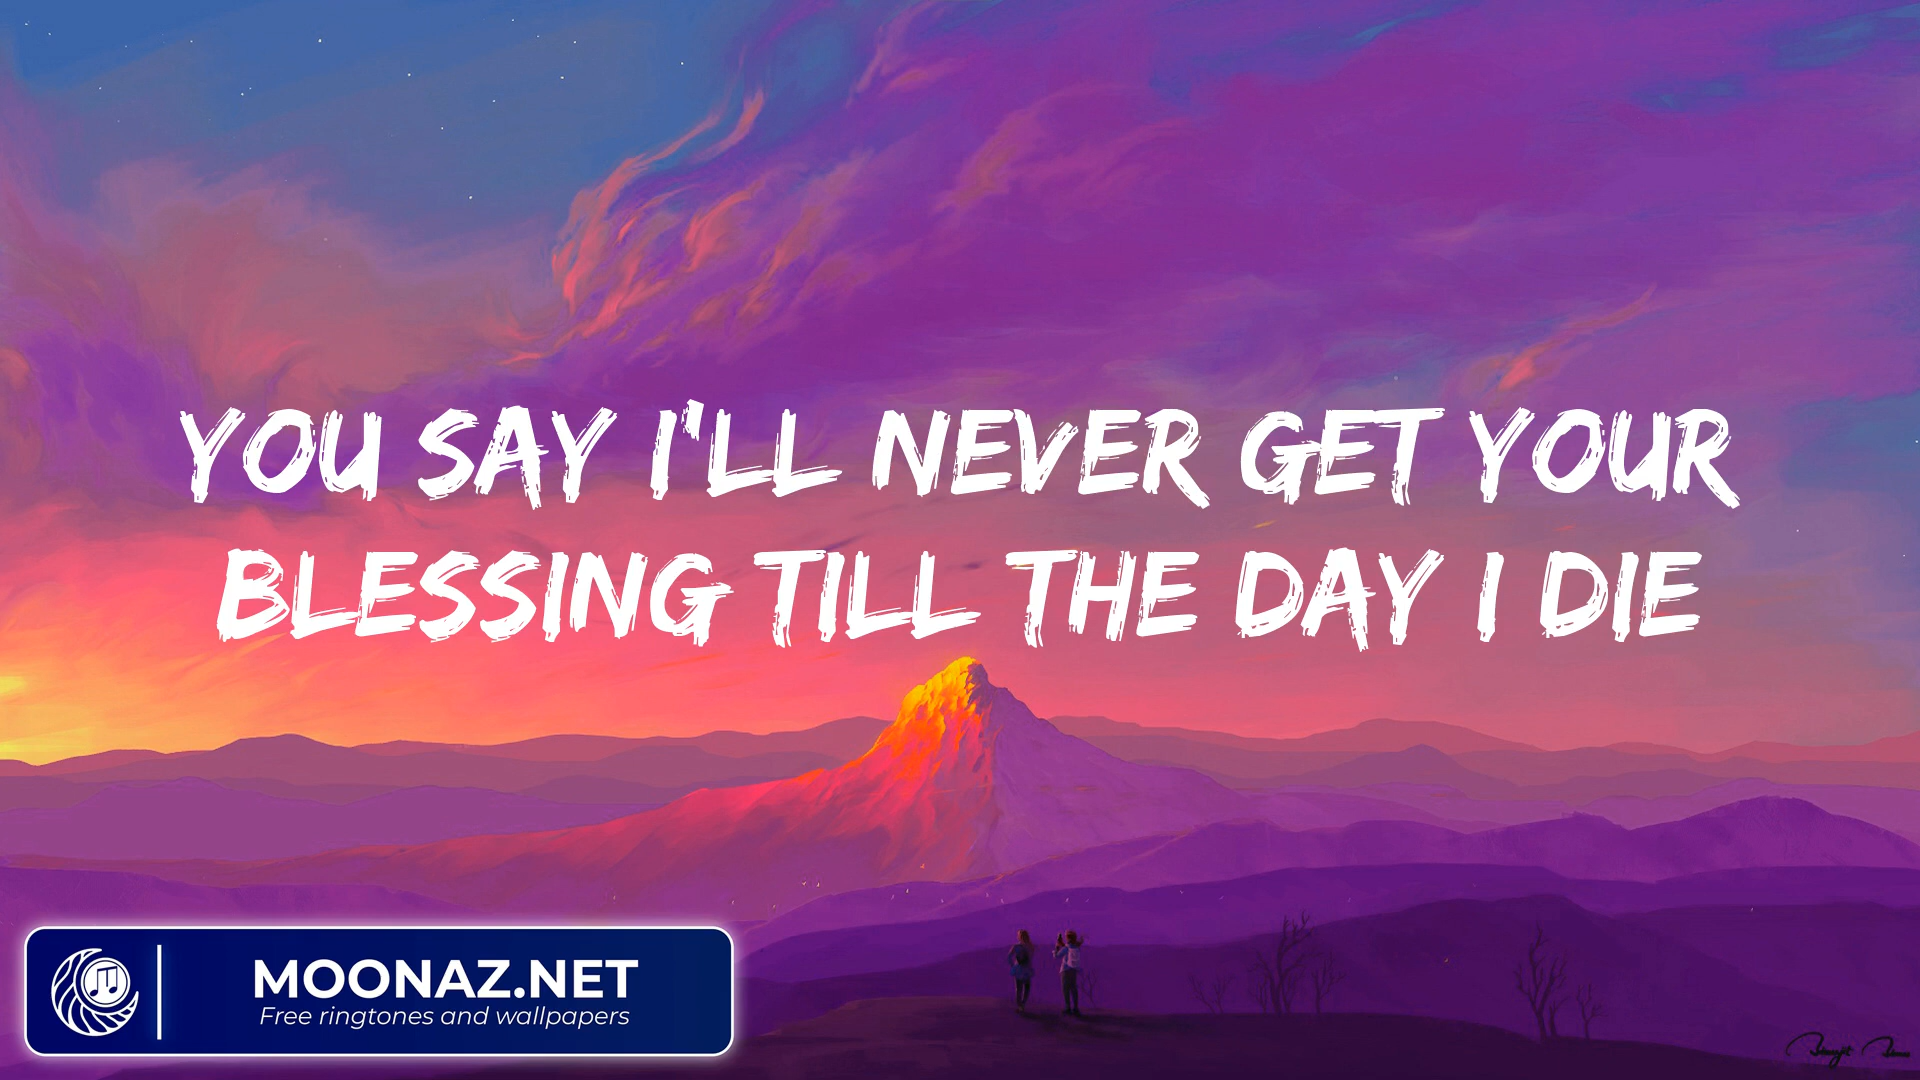 YOU SAY I'LL NEVER GET YOUR
BLESSING TILL THE DAY I DIE
MOONAZ.NET
Free ringtones and wallpapers